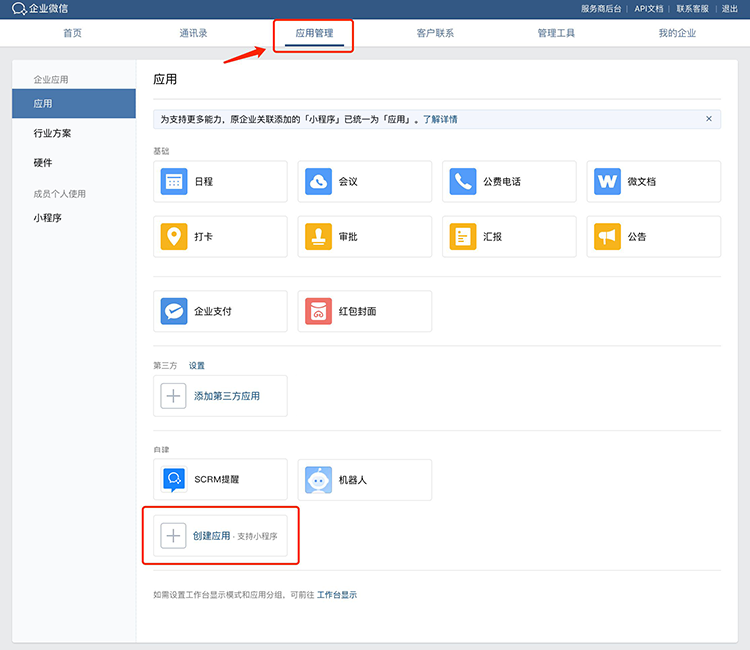 企业微信
服务商后台 | API文档 | 联系客服 | 退出
首页 通讯录 应用管理 客户联系 管理工具 我的企业
企业应用
应用
行业方案
硬件
成员个人使用
小程序
应用
为支持更多能力，原企业关联添加的「小程序」已统一为「应用」。了解详情 ×
基础
日程 会议 公费电话 微文档
打卡 审批 汇报 公告
企业支付 红包封面
第三方 设置
添加第三方应用
自建
SCRM提醒 机器人
创建应用 - 支持小程序
如需设置工作台显示模式和应用分组，可前往 工作台显示